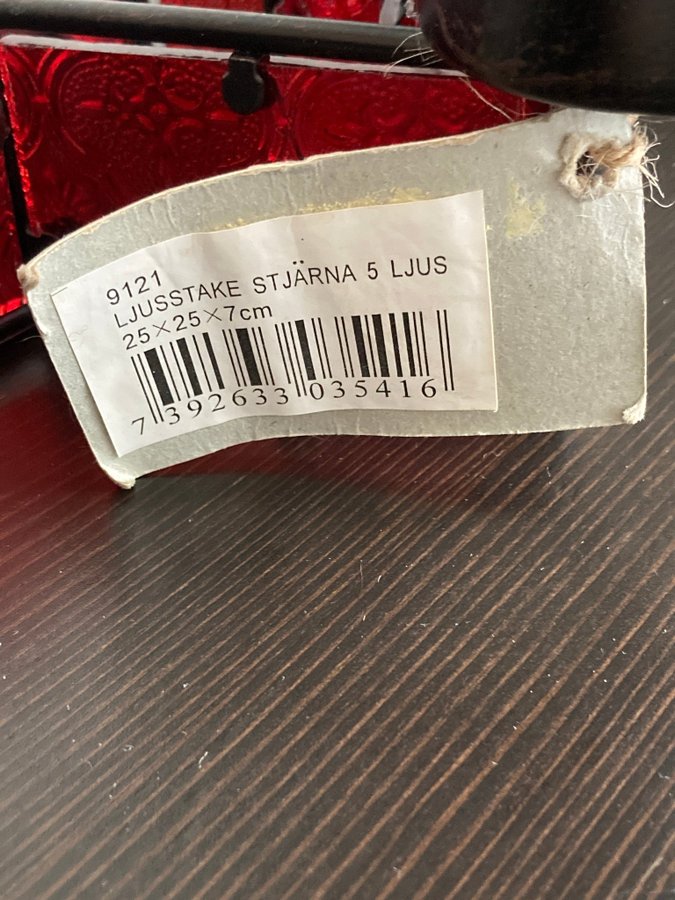 9121
LJUSSTAKE STJÄRNA 5 LJUS
25×25×7cm
7 392633 035416